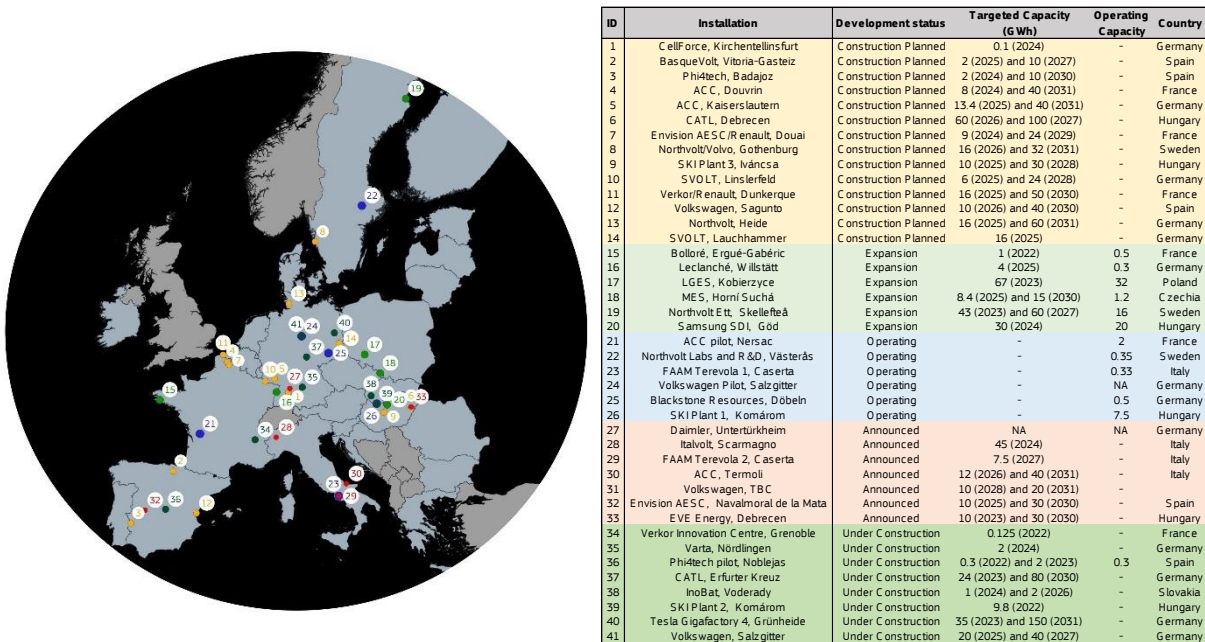 19
22
8
13
41 24 40
11 4 14
7 37 25 17
10 5 27 35 18
15 16 1 38
39 20 6 33
26 9
21 34 28
2 30
23 29
32 36 12
3
ID Installation Development status Targeted Capacity (GWh) Operating Capacity Country
1 CellForce, Kirchentellinsfurt Construction Planned 0.1 (2024) - Germany
2 BasqueVolt, Vitoria-Gasteiz Construction Planned 2 (2025) and 10 (2027) - Spain
3 Phi4tech, Badajoz Construction Planned 2 (2024) and 10 (2030) - Spain
4 ACC, Douvrin Construction Planned 8 (2024) and 40 (2031) - France
5 ACC, Kaiserslautern Construction Planned 13.4 (2025) and 40 (2031) - Germany
6 CATL, Debrecen Construction Planned 60 (2026) and 100 (2027) - Hungary
7 Envision AESC/Renault, Douai Construction Planned 9 (2024) and 24 (2029) - France
8 Northvolt/Volvo, Gothenburg Construction Planned 16 (2026) and 32 (2031) - Sweden
9 SKI Plant 3, Iváncsa Construction Planned 10 (2025) and 30 (2028) - Hungary
10 SVOLT, Linslerfeld Construction Planned 6 (2025) and 24 (2028) - Germany
11 Verkor/Renault, Dunkerque Construction Planned 16 (2025) and 50 (2030) - France
12 Volkswagen, Sagunto Construction Planned 10 (2026) and 40 (2030) - Spain
13 Northvolt, Heide Construction Planned 16 (2025) and 60 (2031) - Germany
14 SVOLT, Lauchhammer Construction Planned 16 (2025) - Germany
15 Bolloré, Ergué-Gabéric Expansion 1 (2022) 0.5 France
16 Leclanché, Willstätt Expansion 4 (2025) 0.3 Germany
17 LGES, Kobierzyce Expansion 67 (2023) 32 Poland
18 MES, Horní Suchá Expansion 8.4 (2025) and 15 (2030) 1.2 Czechia
19 Northvolt Ett, Skellefteå Expansion 43 (2023) and 60 (2027) 16 Sweden
20 Samsung SDI, Göd Expansion 30 (2024) 20 Hungary
21 ACC pilot, Nersac Operating - 2 France
22 Northvolt Labs and R&D, Västerås Operating - 0.35 Sweden
23 FAAM Terevola 1, Caserta Operating - 0.33 Italy
24 Volkswagen Pilot, Salzgitter Operating - NA Germany
25 Blackstone Resources, Döbeln Operating - 0.5 Germany
26 SKI Plant 1, Komárom Operating - 7.5 Hungary
27 Daimler, Untertürkheim Announced NA NA Germany
28 Italvolt, Scarmagno Announced 45 (2024) - Italy
29 FAAM Terevola 2, Caserta Announced 7.5 (2027) - Italy
30 ACC, Termoli Announced 12 (2026) and 40 (2031) - Italy
31 Volkswagen, TBC Announced 10 (2028) and 20 (2031) -
32 Envision AESC, Navalmoral de la Mata Announced 10 (2025) and 30 (2030) - Spain
33 EVE Energy, Debrecen Announced 10 (2023) and 30 (2030) - Hungary
34 Verkor Innovation Centre, Grenoble Under Construction 0.125 (2022) - France
35 Varta, Nördlingen Under Construction 2 (2024) - Germany
36 Phi4tech pilot, Noblejas Under Construction 0.3 (2022) and 2 (2023) 0.3 Spain
37 CATL, Erfurter Kreuz Under Construction 24 (2023) and 80 (2030) - Germany
38 InoBat, Voderady Under Construction 1 (2024) and 2 (2026) - Slovakia
39 SKI Plant 2, Komárom Under Construction 9.8 (2022) - Hungary
40 Tesla Gigafactory 4, Grünheide Under Construction 35 (2023) and 150 (2031) - Germany
41 Volkswagen, Salzgitter Under Construction 20 (2025) and 40 (2027) - Germany